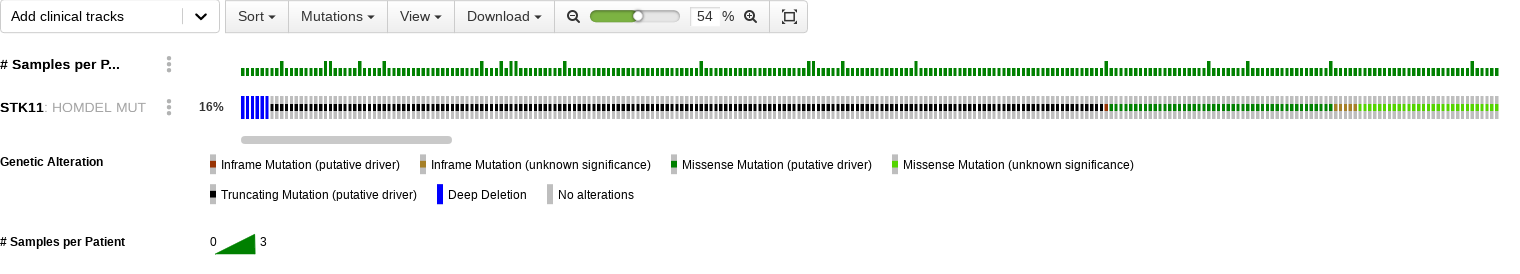 Add clinical tracks Sort Mutations View Download 54 %
# Samples per P...
STK11: HOMDEL MUT 16%
Genetic Alteration Inframe Mutation (putative driver) Inframe Mutation (unknown significance) Missense Mutation (putative driver) Missense Mutation (unknown significance)
Truncating Mutation (putative driver) Deep Deletion No alterations
# Samples per Patient 0 3